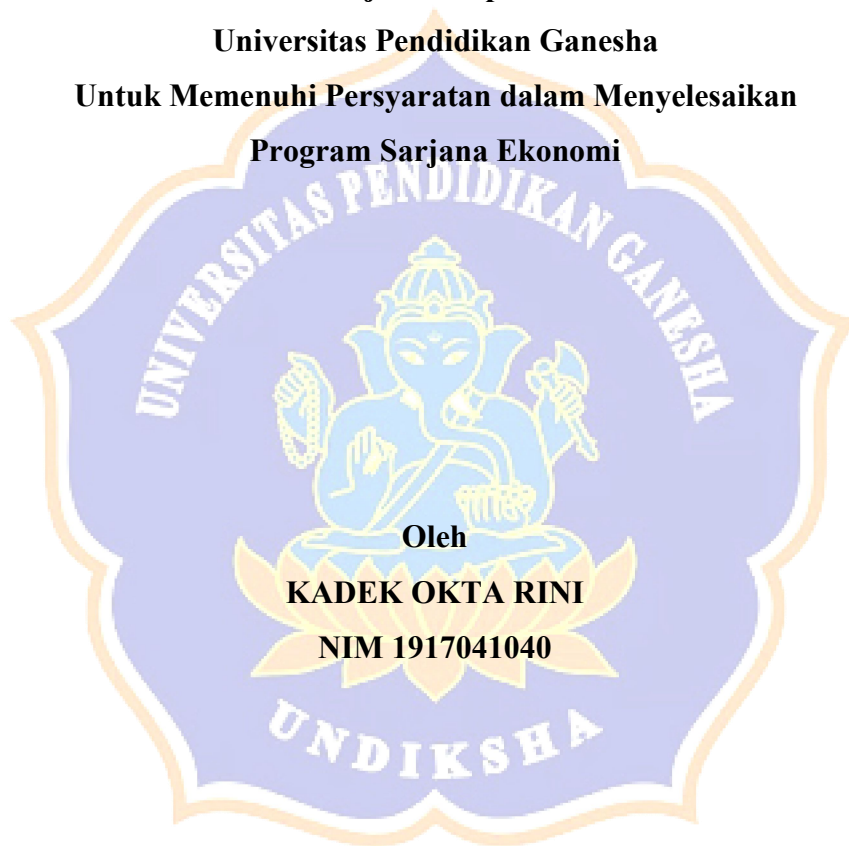 Universitas Pendidikan Ganesha
Untuk Memenuhi Persyaratan dalam Menyelesaikan
Program Sarjana Ekonomi
UNIVERSITAS PENDIDIKAN GANESHA
Oleh
KADEK OKTA RINI
NIM 1917041040
UNDIKSHA